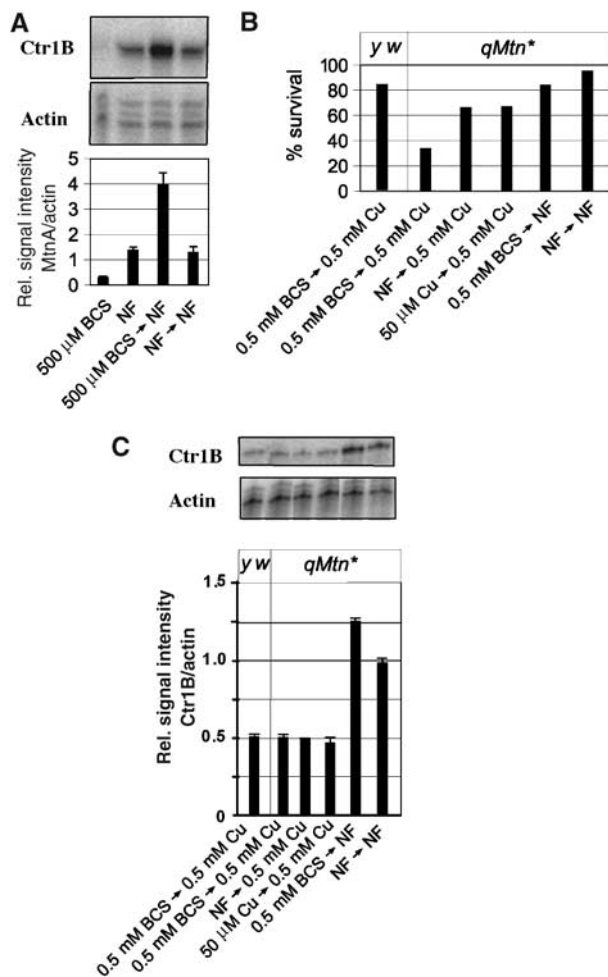 A
Ctr1B
Actin
Rel. signal intensity
MtnA/actin
5
4
3
2
1
0
500 µM BCS
NF
500 µM BCS → NF
NF → NF
B
y w
qMtn*
% survival
100
80
60
40
20
0
0.5 mM BCS → 0.5 mM Cu
0.5 mM BCS → 0.5 mM Cu
NF → 0.5 mM Cu
50 µM Cu → 0.5 mM Cu
0.5 mM BCS → NF
NF → NF
C
Ctr1B
Actin
y w
qMtn*
Rel. signal intensity
Ctr1B/actin
1.5
1.0
0.5
0
0.5 mM BCS → 0.5 mM Cu
0.5 mM BCS → 0.5 mM Cu
NF → 0.5 mM Cu
50 µM Cu → 0.5 mM Cu
0.5 mM BCS → NF
NF → NF